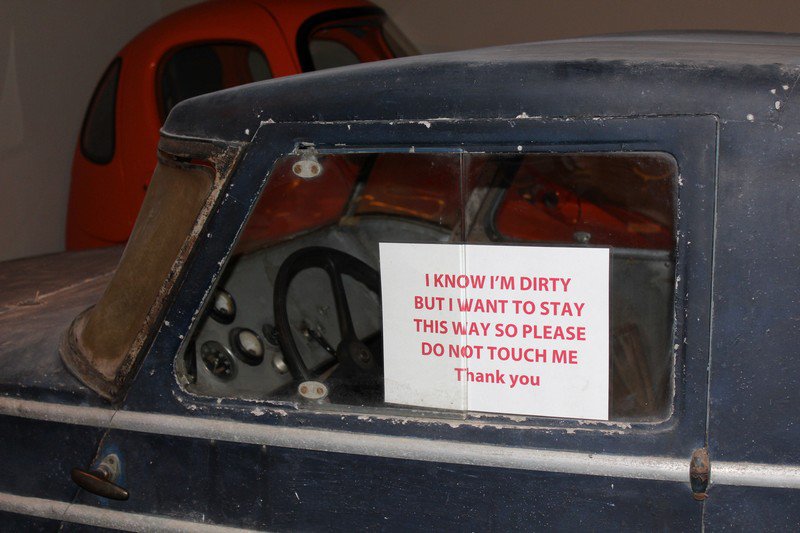 I KNOW I'M DIRTY
BUT I WANT TO STAY
THIS WAY SO PLEASE
DO NOT TOUCH ME
Thank you